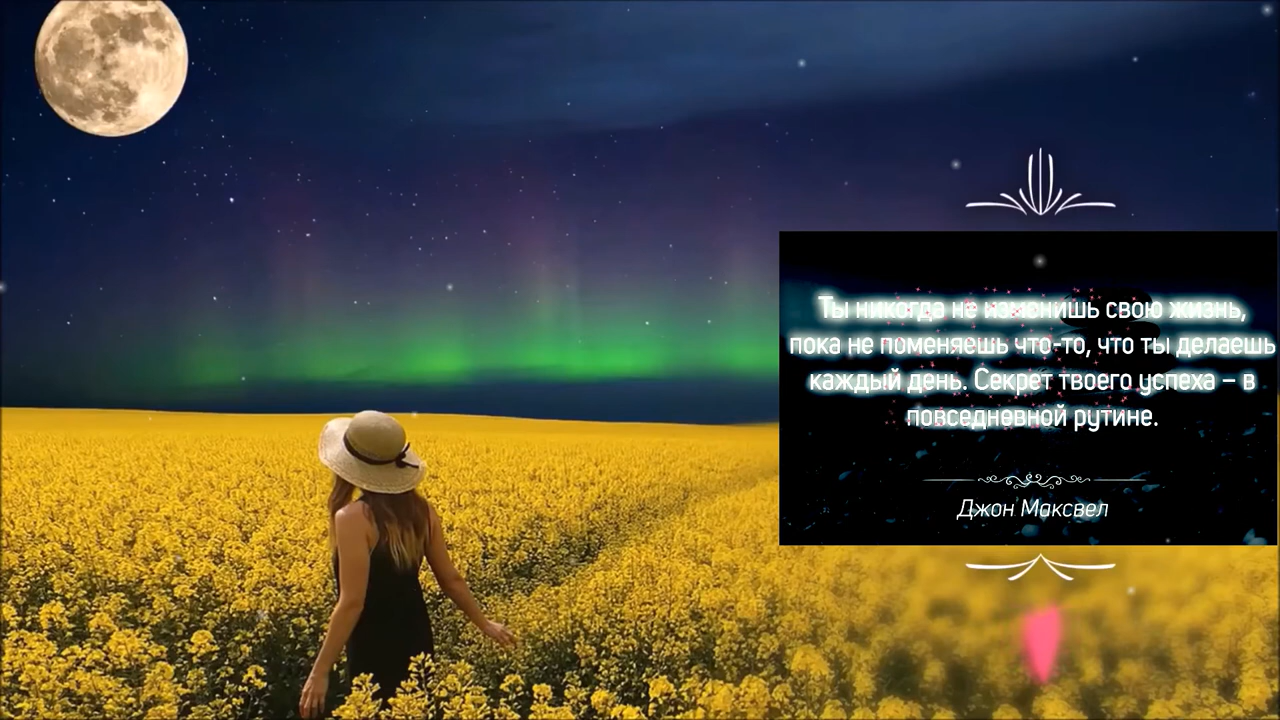 Ты никогда не изменишь свою жизнь,
пока не поменяешь что-то, что ты делаешь
каждый день. Секрет твоего успеха – в
повседневной рутине.
Джон Максвел